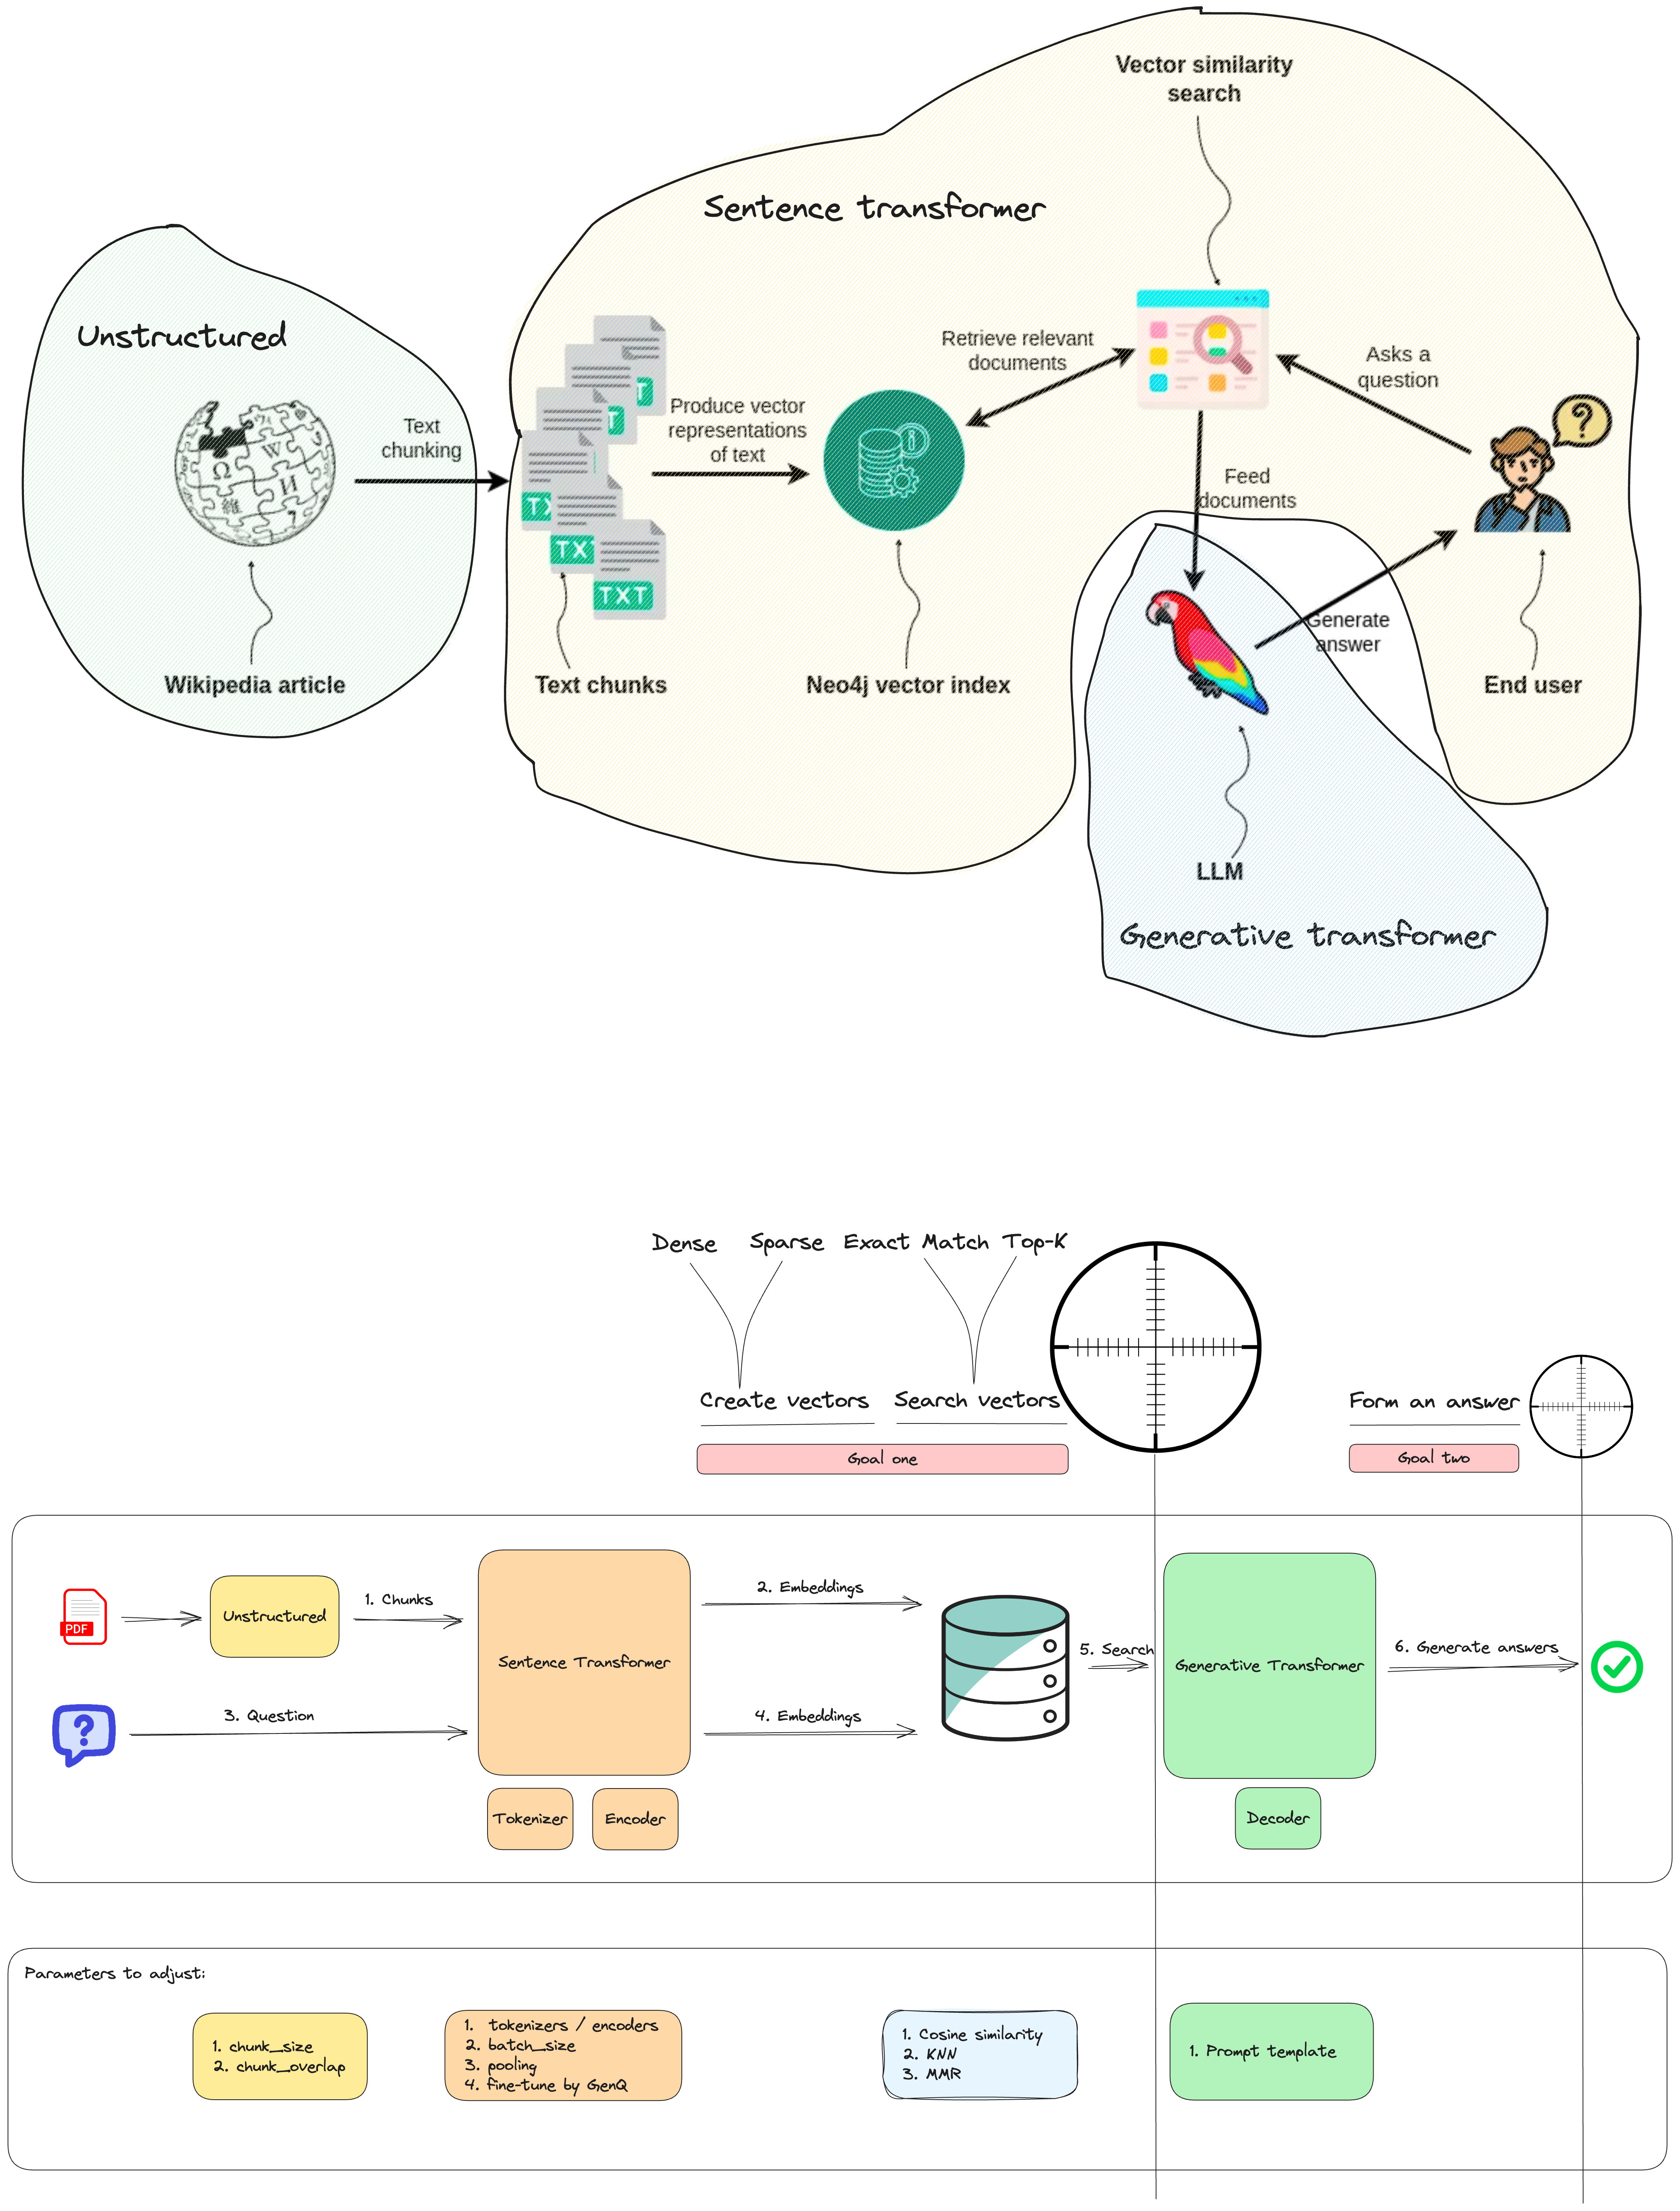 Vector similarity
search
Sentence transformer
Unstructured
Retrieve relevant
documents
Asks a
question
Text
chunking
Produce vector
representations
of text
Feed
documents
Ω
W
И
維
7
?
TXT
TXT
Generate
answer
Wikipedia article
Text chunks
Neo4j vector index
End user
LLM
Generative transformer
Dense
Sparse
Exact Match
Top-K
Create vectors
Search vectors
Form an answer
Goal one
Goal two
PDF
Unstructured
1. Chunks
Sentence Transformer
2. Embeddings
5. Search
Generative Transformer
6. Generate answers
?
3. Question
4. Embeddings
Tokenizer
Encoder
Decoder
Parameters to adjust:
1. chunk_size
2. chunk_overlap
1. tokenizers / encoders
2. batch_size
3. pooling
4. fine-tune by GenQ
1. Cosine similarity
2. KNN
3. MMR
1. Prompt template